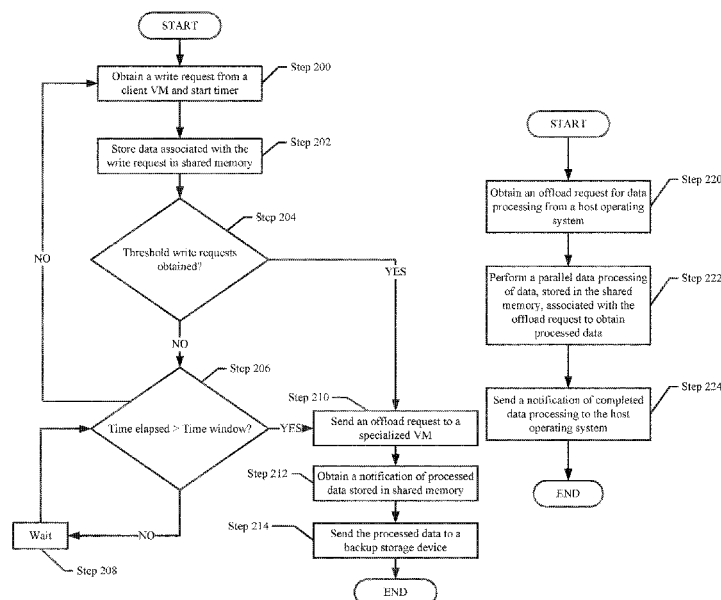 START
Obtain a write request from a
client VM and start timer
Step 200
Store data associated with the
write request in shared memory
Step 202
Threshold write requests
obtained?
Step 204
NO
YES
NO
Time elapsed > Time window?
Step 206
YES
NO
Wait
Step 208
Step 210
Send an offload request to a
specialized VM
Step 212
Obtain a notification of processed
data stored in shared memory
Step 214
Send the processed data to a
backup storage device
END
START
Obtain an offload request for data
processing from a host operating
system
Step 220
Perform a parallel data processing
of data, stored in the shared
memory, associated with the
offload request to obtain
processed data
Step 222
Send a notification of completed
data processing to the host
operating system
Step 224
END